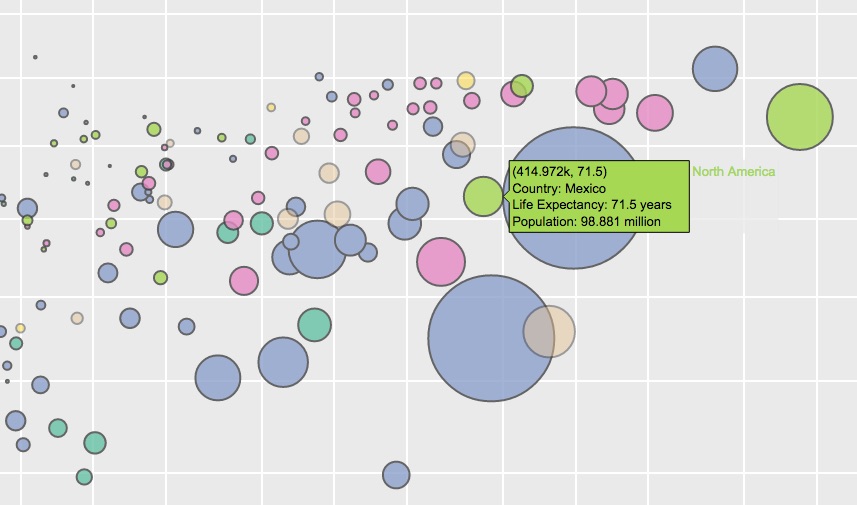 (414.972k, 71.5)
Country: Mexico
Life Expectancy: 71.5 years
Population: 98.881 million
North America